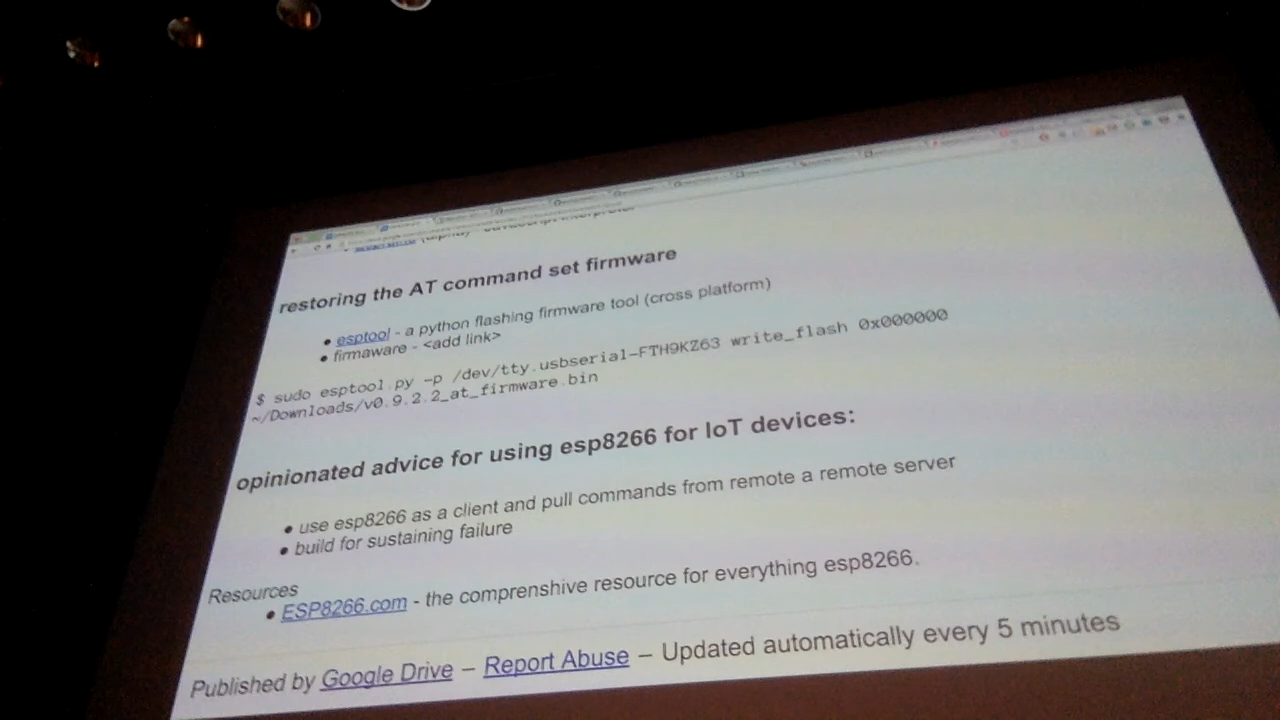 restoring the AT command set firmware
• esptool - a python flashing firmware tool (cross platform)
• firmaware - <add link>
$ sudo esptool.py -p /dev/tty.usbserial-FTH9KZ63 write_flash 0x000000
~/Downloads/v0.9.2.2_at_firmware.bin
opinionated advice for using esp8266 for IoT devices:
• use esp8266 as a client and pull commands from remote a remote server
• build for sustaining failure
Resources
• ESP8266.com - the comprenshive resource for everything esp8266.
Published by Google Drive – Report Abuse – Updated automatically every 5 minutes